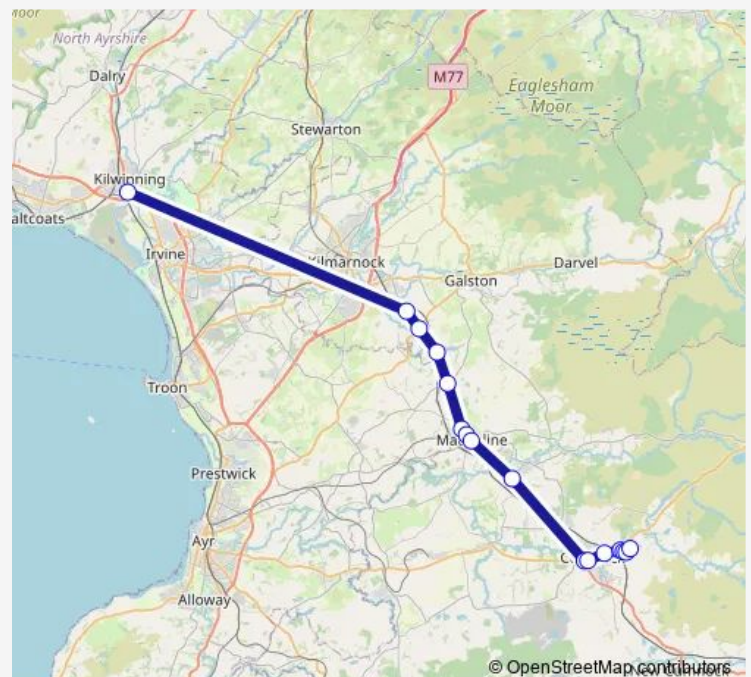 Moor
North Ayrshire
Dalry
M77
Eaglesham
Moor
Stewarton
Kilwinning
altcoats
Irvine
Kilmarnock
Darvel
Galston
Troon
Prestwick
Ayr
Alloway
© OpenStreetMap contributors